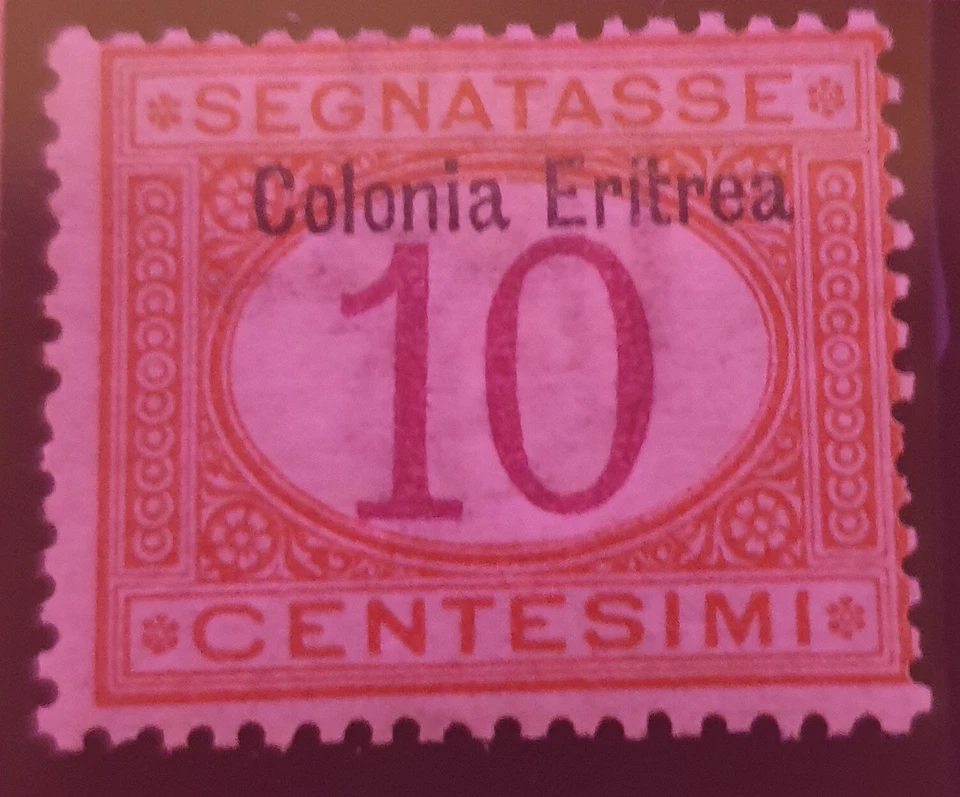 SEGNATASSE
Colonia Eritrea
10
CENTESIMI